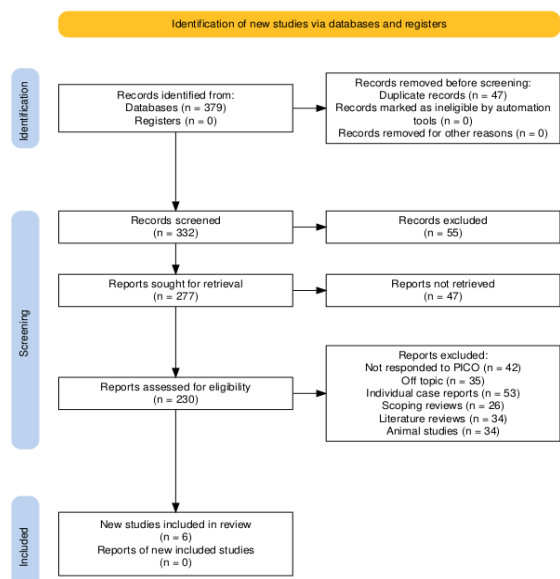 Identification of new studies via databases and registers
Identification
Records identified from:
Databases (n = 379)
Registers (n = 0)
Records removed before screening:
Duplicate records (n = 47)
Records marked as ineligible by automation
tools (n = 0)
Records removed for other reasons (n = 0)
Screening
Records screened
(n = 332)
Records excluded
(n = 55)
Reports sought for retrieval
(n = 277)
Reports not retrieved
(n = 47)
Reports assessed for eligibility
(n = 230)
Reports excluded:
Not responded to PICO (n = 42)
Off topic (n = 35)
Individual case reports (n = 53)
Scoping reviews (n = 26)
Literature reviews (n = 34)
Animal studies (n = 34)
Included
New studies included in review
(n = 6)
Reports of new included studies
(n = 0)